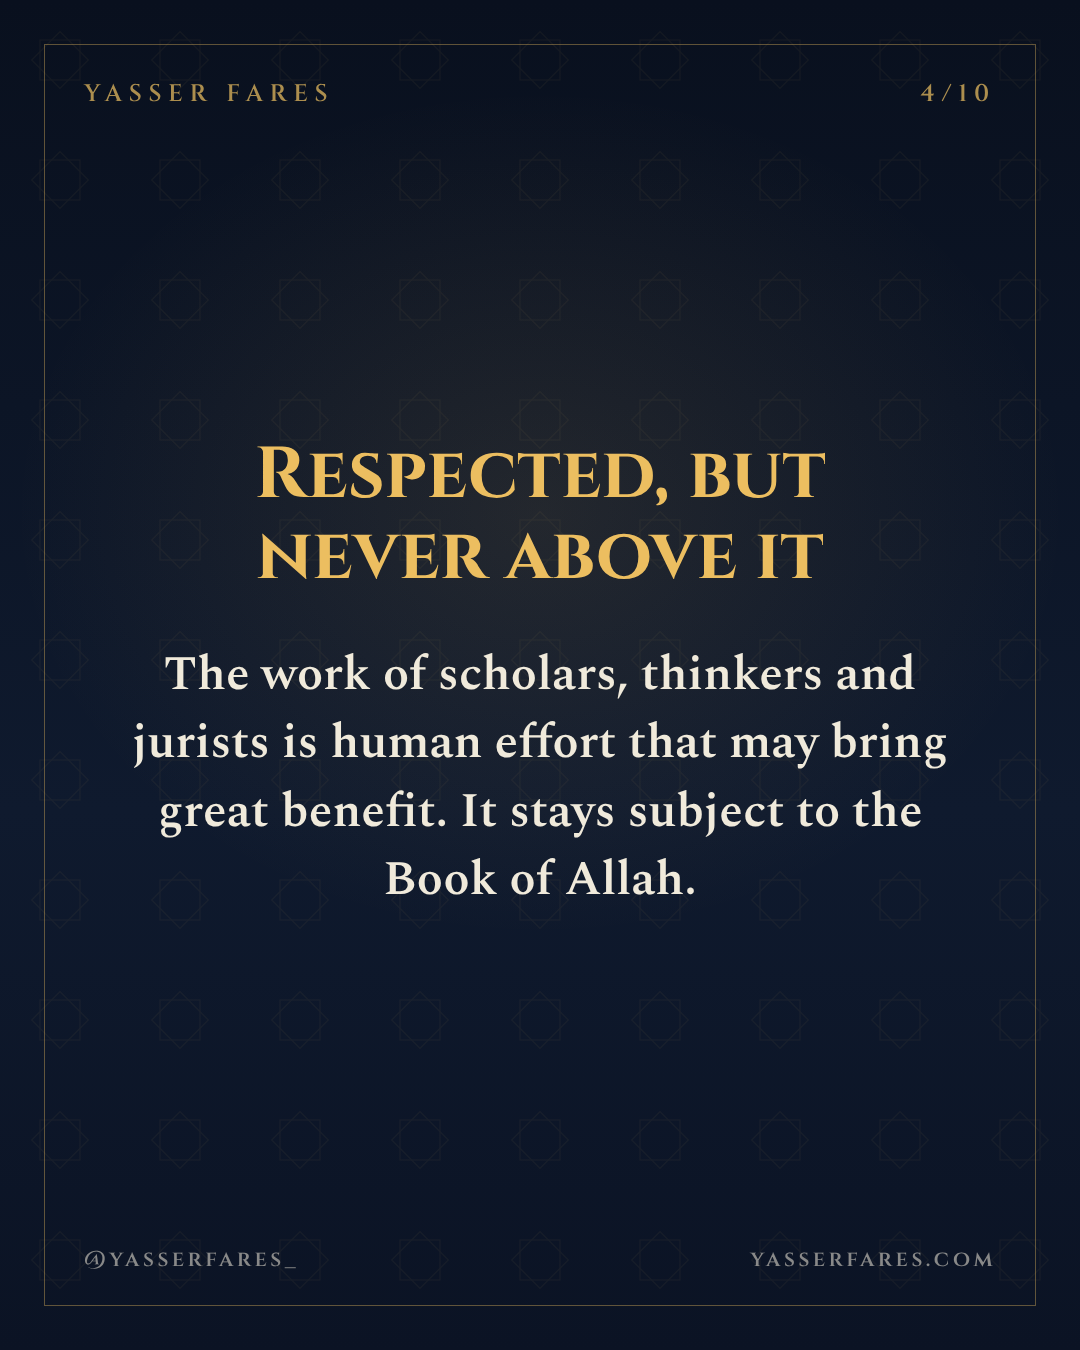 YASSER FARES
4/10
RESPECTED, BUT
NEVER ABOVE IT
The work of scholars, thinkers and
jurists is human effort that may bring
great benefit. It stays subject to the
Book of Allah.
@YASSERFARES_
YASSERFARES.COM